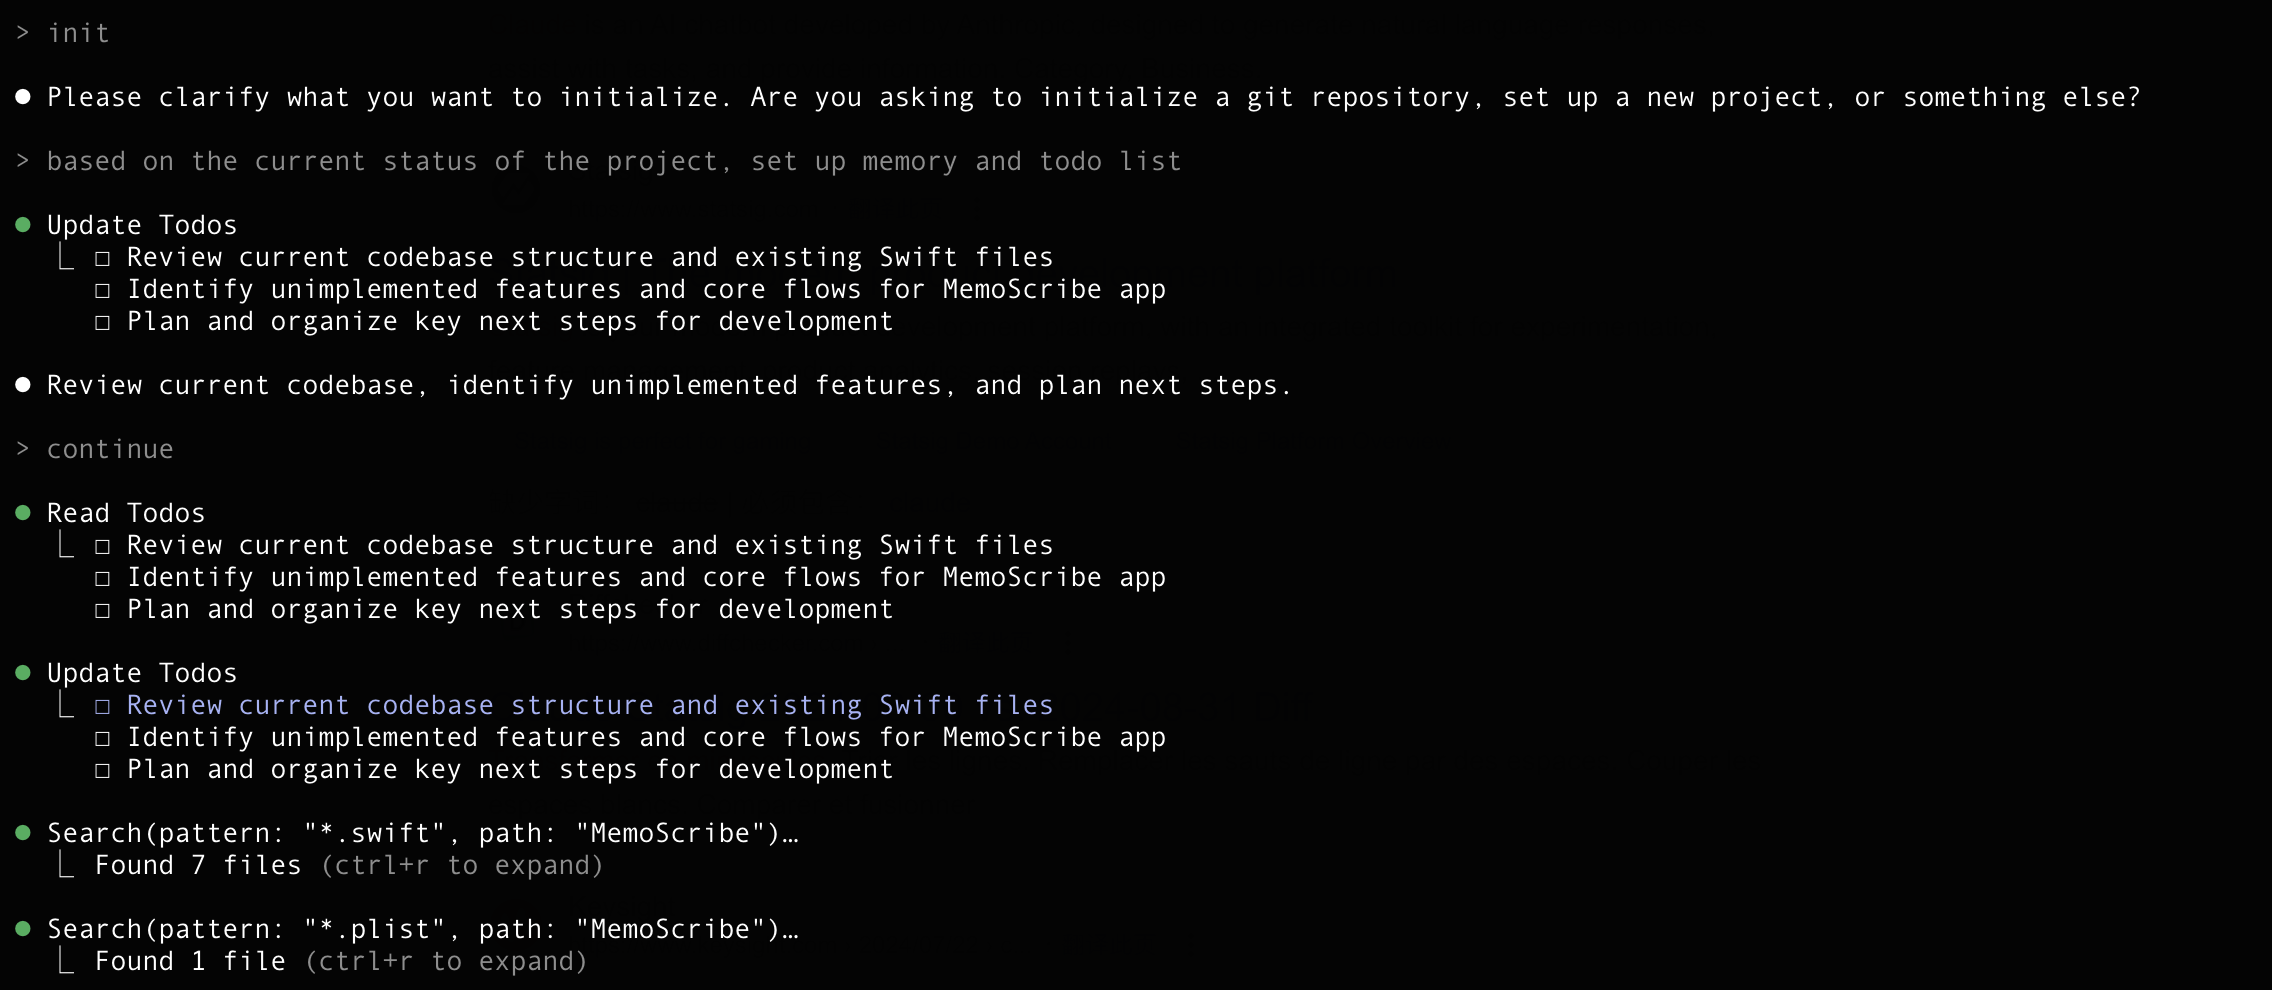 > init
● Please clarify what you want to initialize. Are you asking to initialize a git repository, set up a new project, or something else?
> based on the current status of the project, set up memory and todo list
● Update Todos
⎿ ☐ Review current codebase structure and existing Swift files
☐ Identify unimplemented features and core flows for MemoScribe app
☐ Plan and organize key next steps for development
● Review current codebase, identify unimplemented features, and plan next steps.
> continue
● Read Todos
⎿ ☐ Review current codebase structure and existing Swift files
☐ Identify unimplemented features and core flows for MemoScribe app
☐ Plan and organize key next steps for development
● Update Todos
⎿ ☐ Review current codebase structure and existing Swift files
☐ Identify unimplemented features and core flows for MemoScribe app
☐ Plan and organize key next steps for development
● Search(pattern: "*.swift", path: "MemoScribe")…
⎿ Found 7 files (ctrl+r to expand)
● Search(pattern: "*.plist", path: "MemoScribe")…
⎿ Found 1 file (ctrl+r to expand)